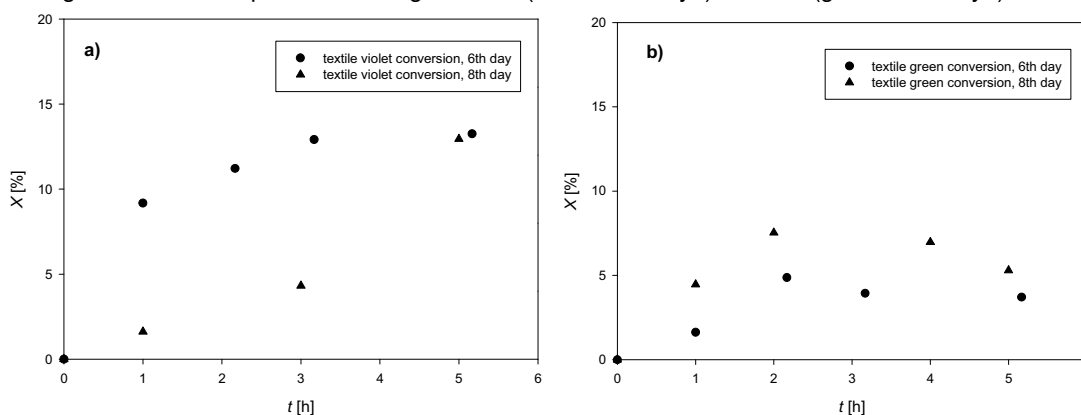 20
15
10
5
0
X [%]
a)
textile violet conversion, 6th day
textile violet conversion, 8th day
0 1 2 3 4 5 6
t [h]
20
15
10
5
0
X [%]
b)
textile green conversion, 6th day
textile green conversion, 8th day
0 1 2 3 4 5
t [h]